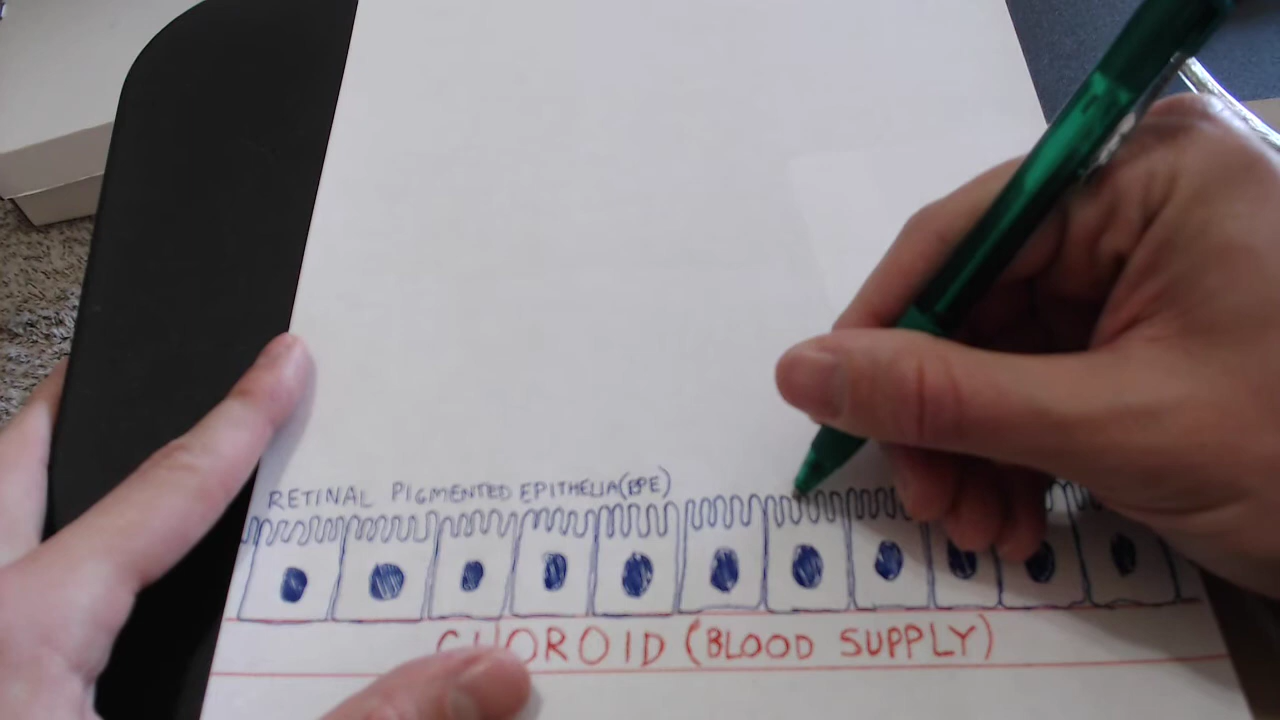 RETINAL PIGMENTED EPITHELIA (RPE)
CHOROID (BLOOD SUPPLY)